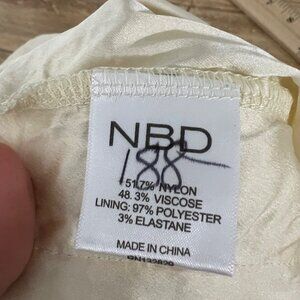 NBD
188
51.7% NYLON
48.3% VISCOSE
LINING: 97% POLYESTER
3% ELASTANE
MADE IN CHINA